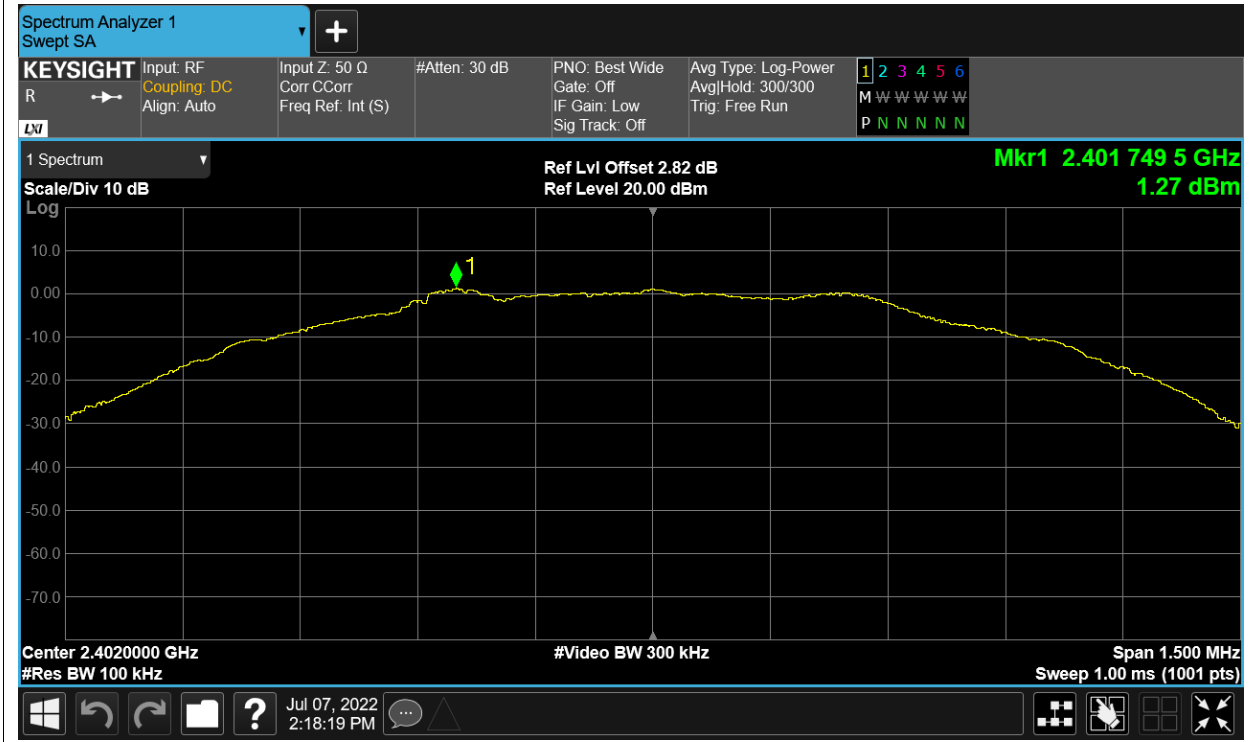 Spectrum Analyzer 1
Swept SA
+
KEYSIGHT
R
LXI
Input: RF
Coupling: DC
Align: Auto
Input Z: 50 Ω
Corr CCorr
Freq Ref: Int (S)
#Atten: 30 dB
PNO: Best Wide
Gate: Off
IF Gain: Low
Sig Track: Off
Avg Type: Log-Power
Avg|Hold: 300/300
Trig: Free Run
1 2 3 4 5 6
M W W W W W
P N N N N N
1 Spectrum
Scale/Div 10 dB
Ref Lvl Offset 2.82 dB
Ref Level 20.00 dBm
Mkr1 2.401 749 5 GHz
1.27 dBm
Log
10.0
0.00
-10.0
-20.0
-30.0
-40.0
-50.0
-60.0
-70.0
1
Center 2.4020000 GHz
#Video BW 300 kHz
Span 1.500 MHz
#Res BW 100 kHz
Sweep 1.00 ms (1001 pts)
?
Jul 07, 2022
2:18:19 PM